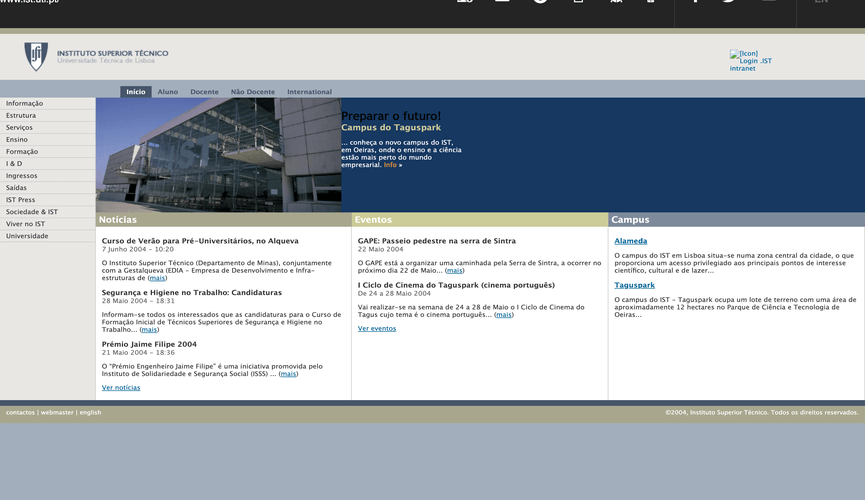 www.ist.utl.pt
EN
INSTITUTO SUPERIOR TÉCNICO
Universidade Técnica de Lisboa
[Icon]
Login .IST
intranet
Início
Aluno
Docente
Não Docente
International
Informação
Estrutura
Serviços
Ensino
Formação
I & D
Ingressos
Saídas
IST Press
Sociedade & IST
Viver no IST
Universidade
Preparar o futuro!
Campus do Taguspark
... conheça o novo campus do IST,
em Oeiras, onde o ensino e a ciência
estão mais perto do mundo
empresarial. Info »
Notícias
Curso de Verão para Pré-Universitários, no Alqueva
7 Junho 2004 - 10:20
O Instituto Superior Técnico (Departamento de Minas), conjuntamente
com a Gestalqueva (EDIA - Empresa de Desenvolvimento e Infra-
estruturas de (mais)
Segurança e Higiene no Trabalho: Candidaturas
28 Maio 2004 - 18:31
Informam-se todos os interessados que as candidaturas para o Curso de
Formação Inicial de Técnicos Superiores de Segurança e Higiene no
Trabalho... (mais)
Prémio Jaime Filipe 2004
21 Maio 2004 - 18:36
O "Prémio Engenheiro Jaime Filipe" é uma iniciativa promovida pelo
Instituto de Solidariedade e Segurança Social (ISSS) ... (mais)
Ver notícias
Eventos
GAPE: Passeio pedestre na serra de Sintra
22 Maio 2004
O GAPE está a organizar uma caminhada pela Serra de Sintra, a ocorrer no
próximo dia 22 de Maio... (mais)
I Ciclo de Cinema do Taguspark (cinema português)
De 24 a 28 Maio 2004
Vai realizar-se na semana de 24 a 28 de Maio o I Ciclo de Cinema do
Tagus cujo tema é o cinema português... (mais)
Ver eventos
Campus
Alameda
O campus do IST em Lisboa situa-se numa zona central da cidade, o que
proporciona um acesso privilegiado aos principais pontos de interesse
científico, cultural e de lazer...
Taguspark
O campus do IST - Taguspark ocupa um lote de terreno com uma área de
aproximadamente 12 hectares no Parque de Ciência e Tecnologia de
Oeiras...
contactos | webmaster | english
©2004, Instituto Superior Técnico. Todos os direitos reservados.